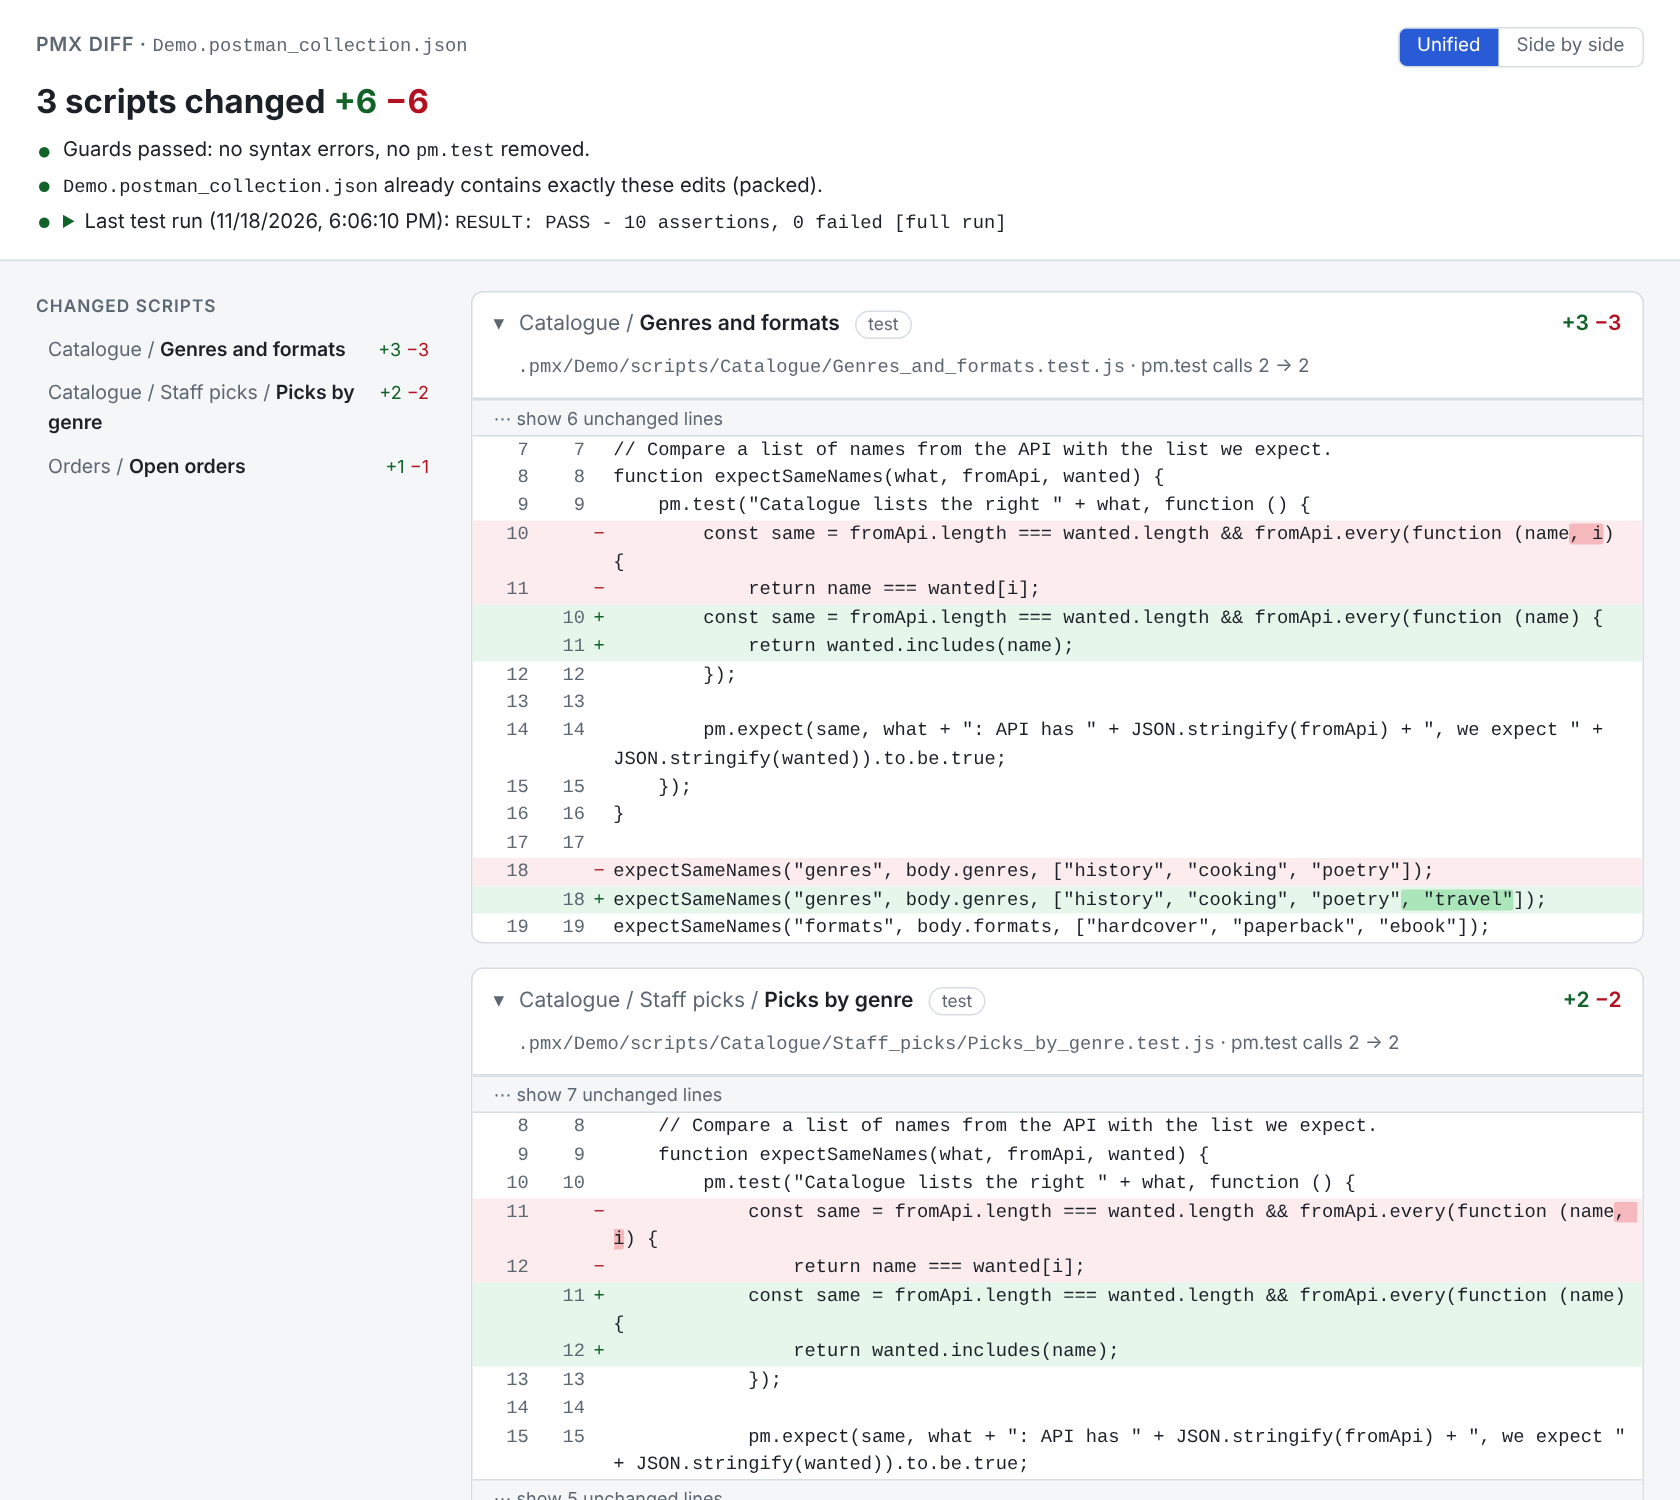 PMX DIFF · Demo.postman_collection.json
Unified Side by side
3 scripts changed +6 −6
Guards passed: no syntax errors, no pm.test removed.
Demo.postman_collection.json already contains exactly these edits (packed).
▶ Last test run (11/18/2026, 6:06:10 PM): RESULT: PASS - 10 assertions, 0 failed [full run]
CHANGED SCRIPTS
Catalogue / Genres and formats +3 −3
Catalogue / Staff picks / Picks by +2 −2
genre
Orders / Open orders +1 −1
▼ Catalogue / Genres and formats test +3 −3
.pmx/Demo/scripts/Catalogue/Genres_and_formats.test.js · pm.test calls 2 → 2
··· show 6 unchanged lines
7 7 // Compare a list of names from the API with the list we expect.
8 8 function expectSameNames(what, fromApi, wanted) {
9 9     pm.test("Catalogue lists the right " + what, function () {
10 −         const same = fromApi.length === wanted.length && fromApi.every(function (name, i)
{
11 −             return name === wanted[i];
10 +         const same = fromApi.length === wanted.length && fromApi.every(function (name) {
11 +             return wanted.includes(name);
12 12         });
13 13
14 14         pm.expect(same, what + ": API has " + JSON.stringify(fromApi) + ", we expect " +
JSON.stringify(wanted)).to.be.true;
15 15     });
16 16 }
17 17
18 − expectSameNames("genres", body.genres, ["history", "cooking", "poetry"]);
18 + expectSameNames("genres", body.genres, ["history", "cooking", "poetry", "travel"]);
19 19 expectSameNames("formats", body.formats, ["hardcover", "paperback", "ebook"]);
▼ Catalogue / Staff picks / Picks by genre test +2 −2
.pmx/Demo/scripts/Catalogue/Staff_picks/Picks_by_genre.test.js · pm.test calls 2 → 2
··· show 7 unchanged lines
8 8     // Compare a list of names from the API with the list we expect.
9 9     function expectSameNames(what, fromApi, wanted) {
10 10         pm.test("Catalogue lists the right " + what, function () {
11 −             const same = fromApi.length === wanted.length && fromApi.every(function (name,
i) {
12 −                 return name === wanted[i];
11 +             const same = fromApi.length === wanted.length && fromApi.every(function (name)
{
12 +                 return wanted.includes(name);
13 13             });
14 14
15 15             pm.expect(same, what + ": API has " + JSON.stringify(fromApi) + ", we expect "
+ JSON.stringify(wanted)).to.be.true;
··· show 5 unchanged lines